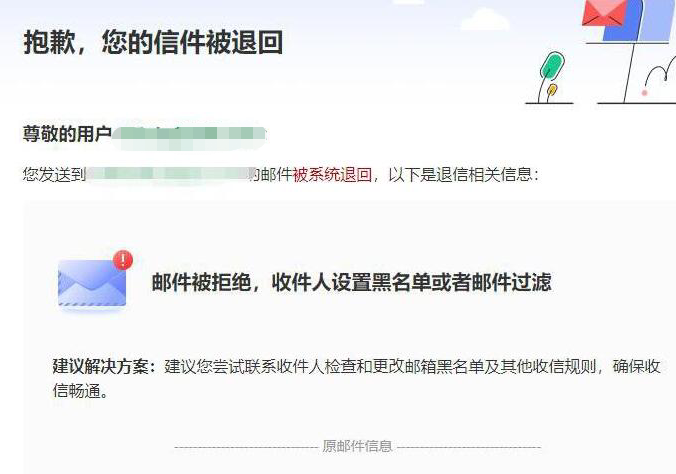 抱歉，您的信件被退回
尊敬的用户
您发送到的邮件被系统退回，以下是退信相关信息：
邮件被拒绝，收件人设置黑名单或者邮件过滤
建议解决方案：建议您尝试联系收件人检查和更改邮箱黑名单及其他收信规则，确保收
信畅通。
原邮件信息